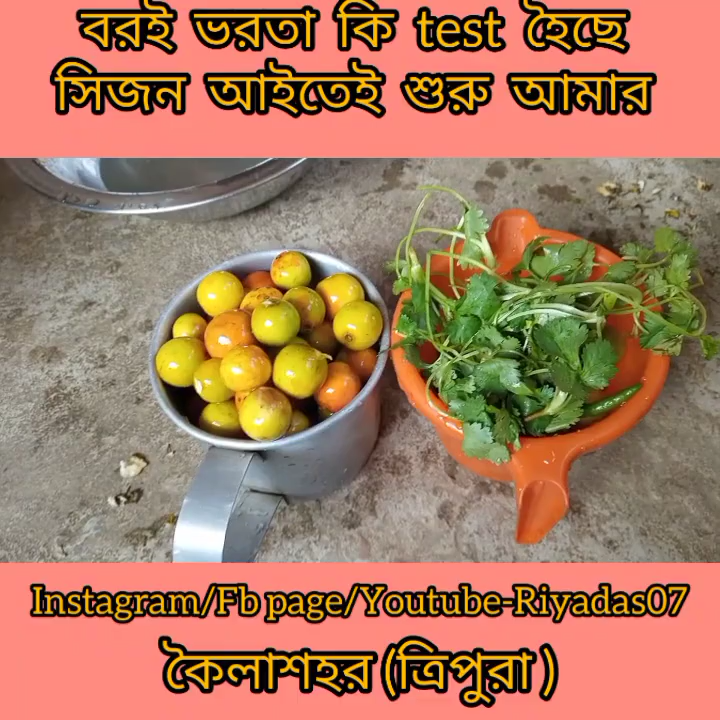 বরই ভরতা কি test হৈছে
সিজন আইতেই শুরু আমার
Instagram/Fb page/Youtube-Riyadas07
কৈলাশহর (ত্রিপুরা)